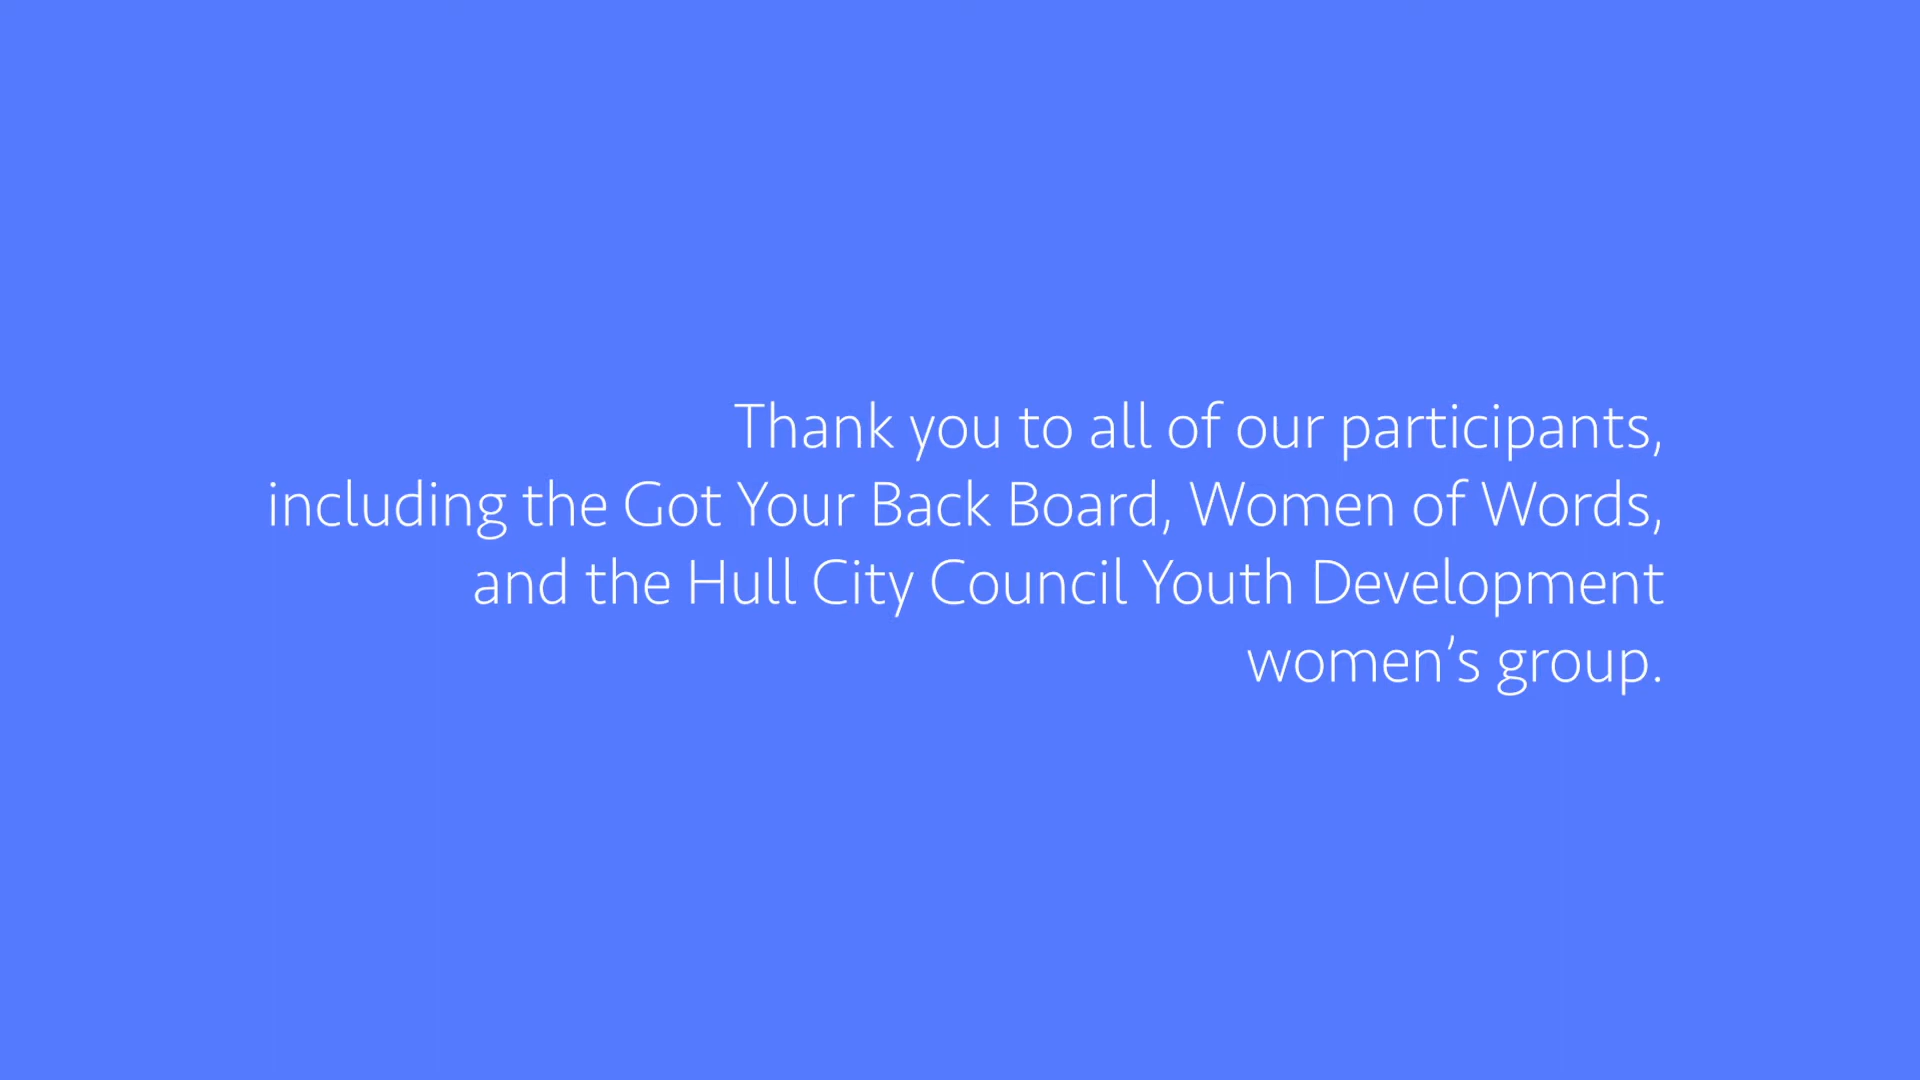 Thank you to all of our participants,
including the Got Your Back Board, Women of Words,
and the Hull City Council Youth Development
women’s group.